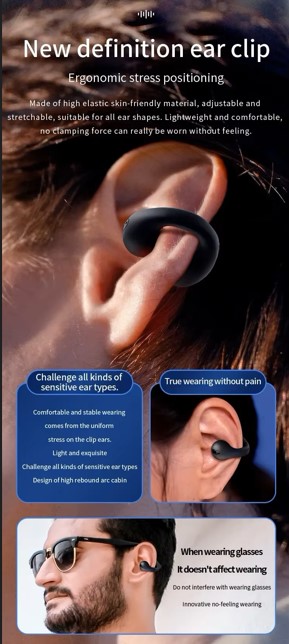 New definition ear clip
Ergonomic stress positioning
Made of high elastic skin-friendly material, adjustable and
stretchable, suitable for all ear shapes. Lightweight and comfortable,
no clamping force can really be worn without feeling.
Challenge all kinds of
sensitive ear types.
Comfortable and stable wearing
comes from the uniform
stress on the clip ears.
Light and exquisite
Challenge all kinds of sensitive ear types
Design of high rebound arc cabin
True wearing without pain
When wearing glasses
It doesn't affect wearing
Do not interfere with wearing glasses
Innovative no-feeling wearing